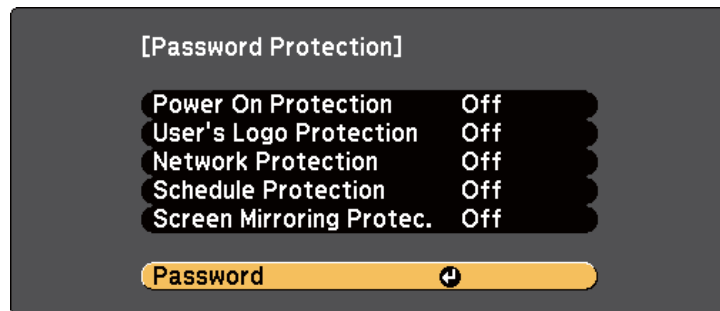 [Password Protection]
Power On Protection Off
User's Logo Protection Off
Network Protection Off
Schedule Protection Off
Screen Mirroring Protec. Off
Password